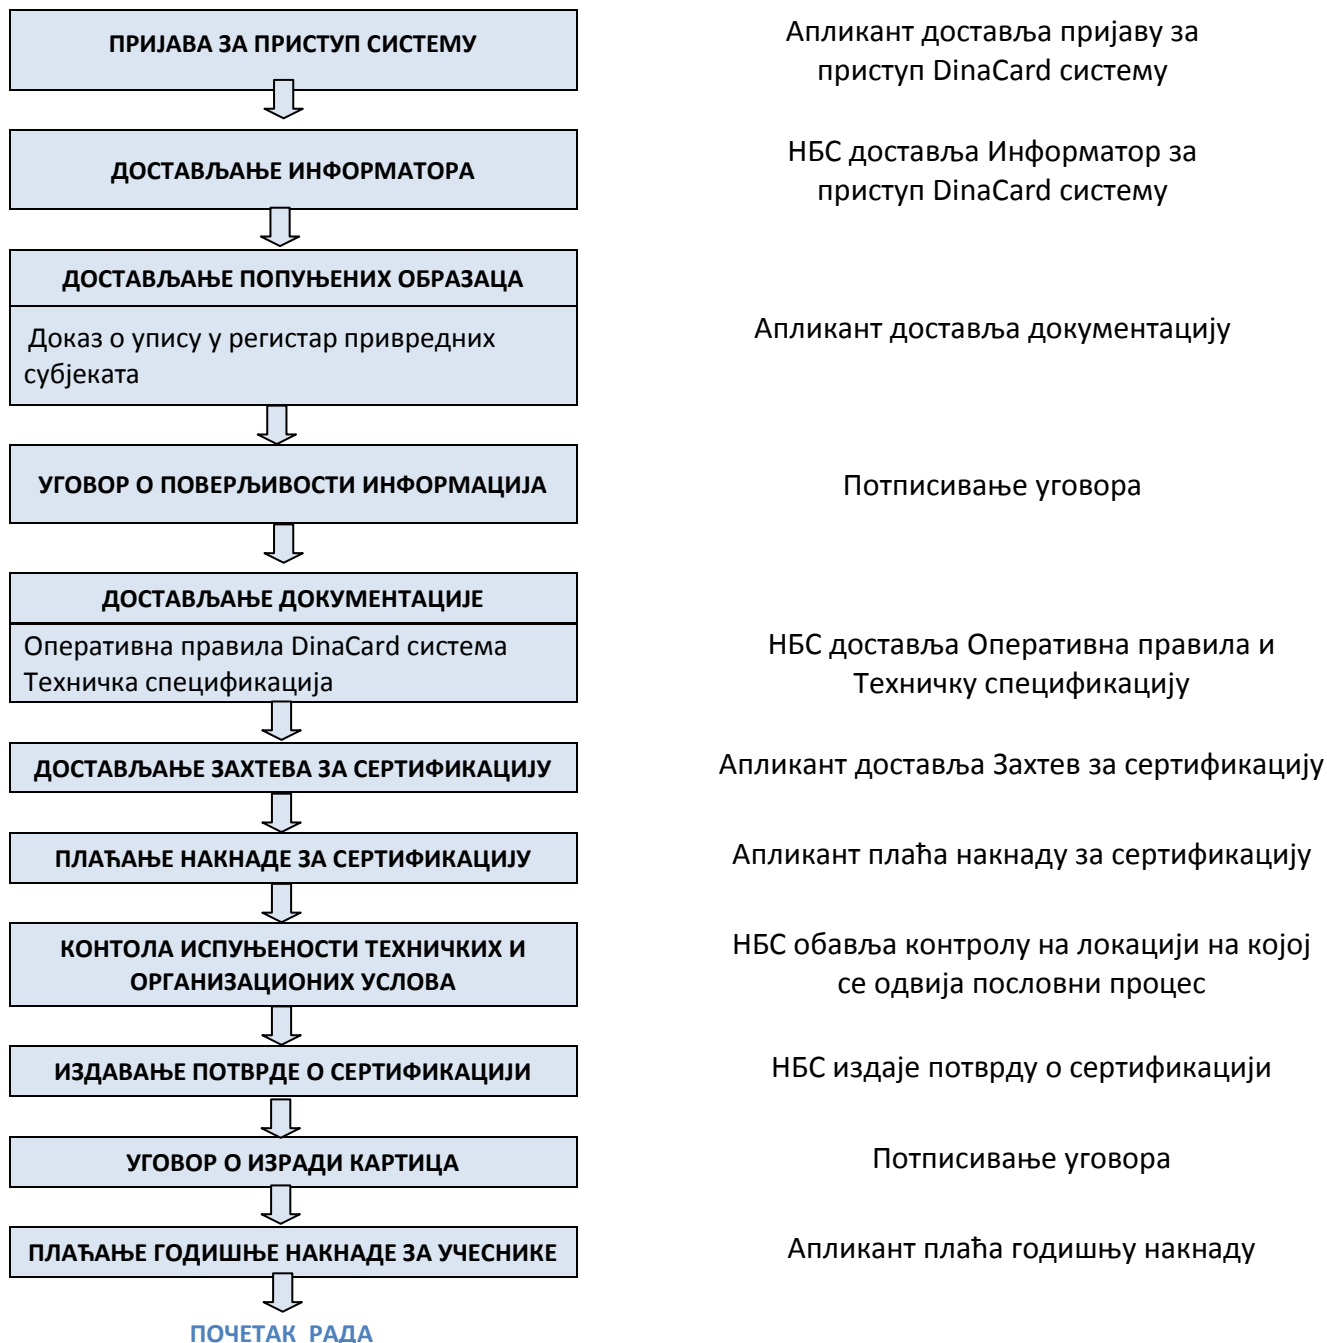 ПРИЈАВА ЗА ПРИСТУП СИСТЕМУ
Апликант доставља пријаву за
приступ DinaCard систему
ДОСТАВЉАЊЕ ИНФОРМАТОРА
НБС доставља Информатор за
приступ DinaCard систему
ДОСТАВЉАЊЕ ПОПУЊЕНИХ ОБРАЗАЦА
Доказ о упису у регистар привредних
субјеката
Апликант доставља документацију
УГОВОР О ПОВЕРЉИВОСТИ ИНФОРМАЦИЈА
Потписивање уговора
ДОСТАВЉАЊЕ ДОКУМЕНТАЦИЈЕ
Оперативна правила DinaCard система
Техничка спецификација
НБС доставља Оперативна правила и
Техничку спецификацију
ДОСТАВЉАЊЕ ЗАХТЕВА ЗА СЕРТИФИКАЦИЈУ
Апликант доставља Захтев за сертификацију
ПЛАЋАЊЕ НАКНАДЕ ЗА СЕРТИФИКАЦИЈУ
Апликант плаћа накнаду за сертификацију
КОНТОЛА ИСПУЊЕНОСТИ ТЕХНИЧКИХ И
ОРГАНИЗАЦИОНИХ УСЛОВА
НБС обавља контролу на локацији на којој
се одвија пословни процес
ИЗДАВАЊЕ ПОТВРДЕ О СЕРТИФИКАЦИЈИ
НБС издаје потврду о сертификацији
УГОВОР О ИЗРАДИ КАРТИЦА
Потписивање уговора
ПЛАЋАЊЕ ГОДИШЊЕ НАКНАДЕ ЗА УЧЕСНИКЕ
Апликант плаћа годишњу накнаду
ПОЧЕТАК РАДА